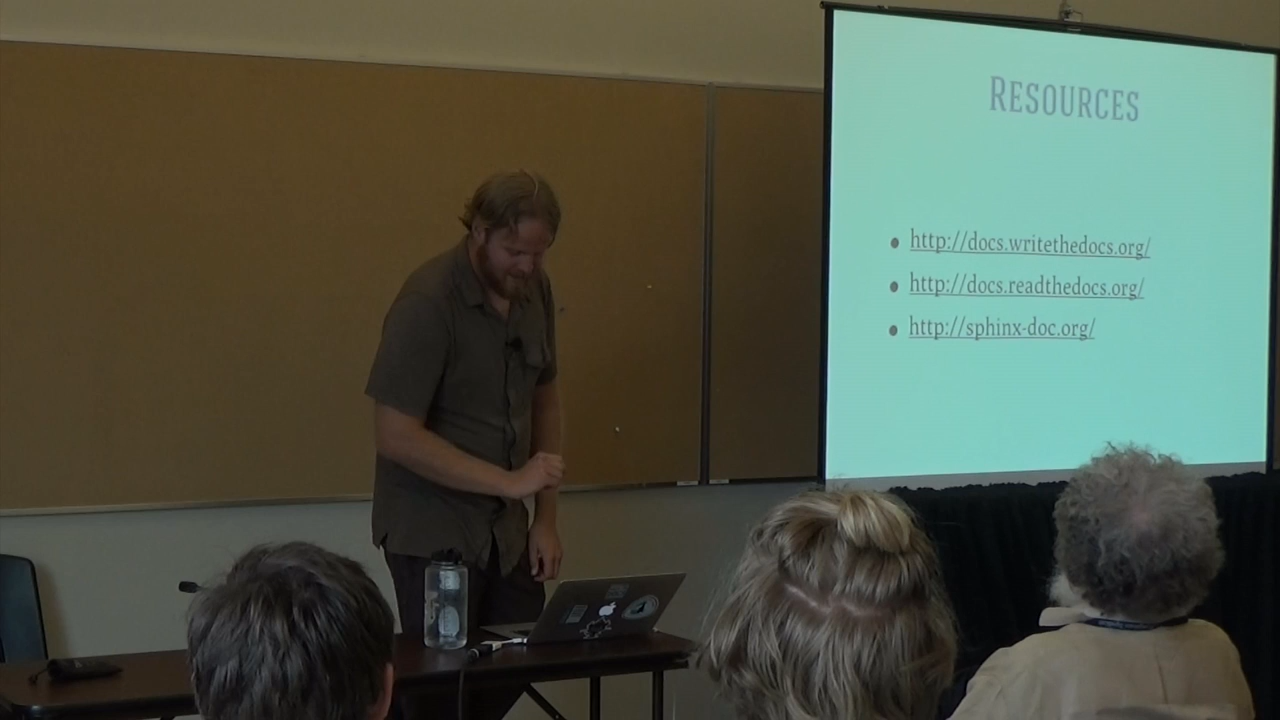 RESOURCES
http://docs.writethedocs.org/
http://docs.readthedocs.org/
http://sphinx-doc.org/